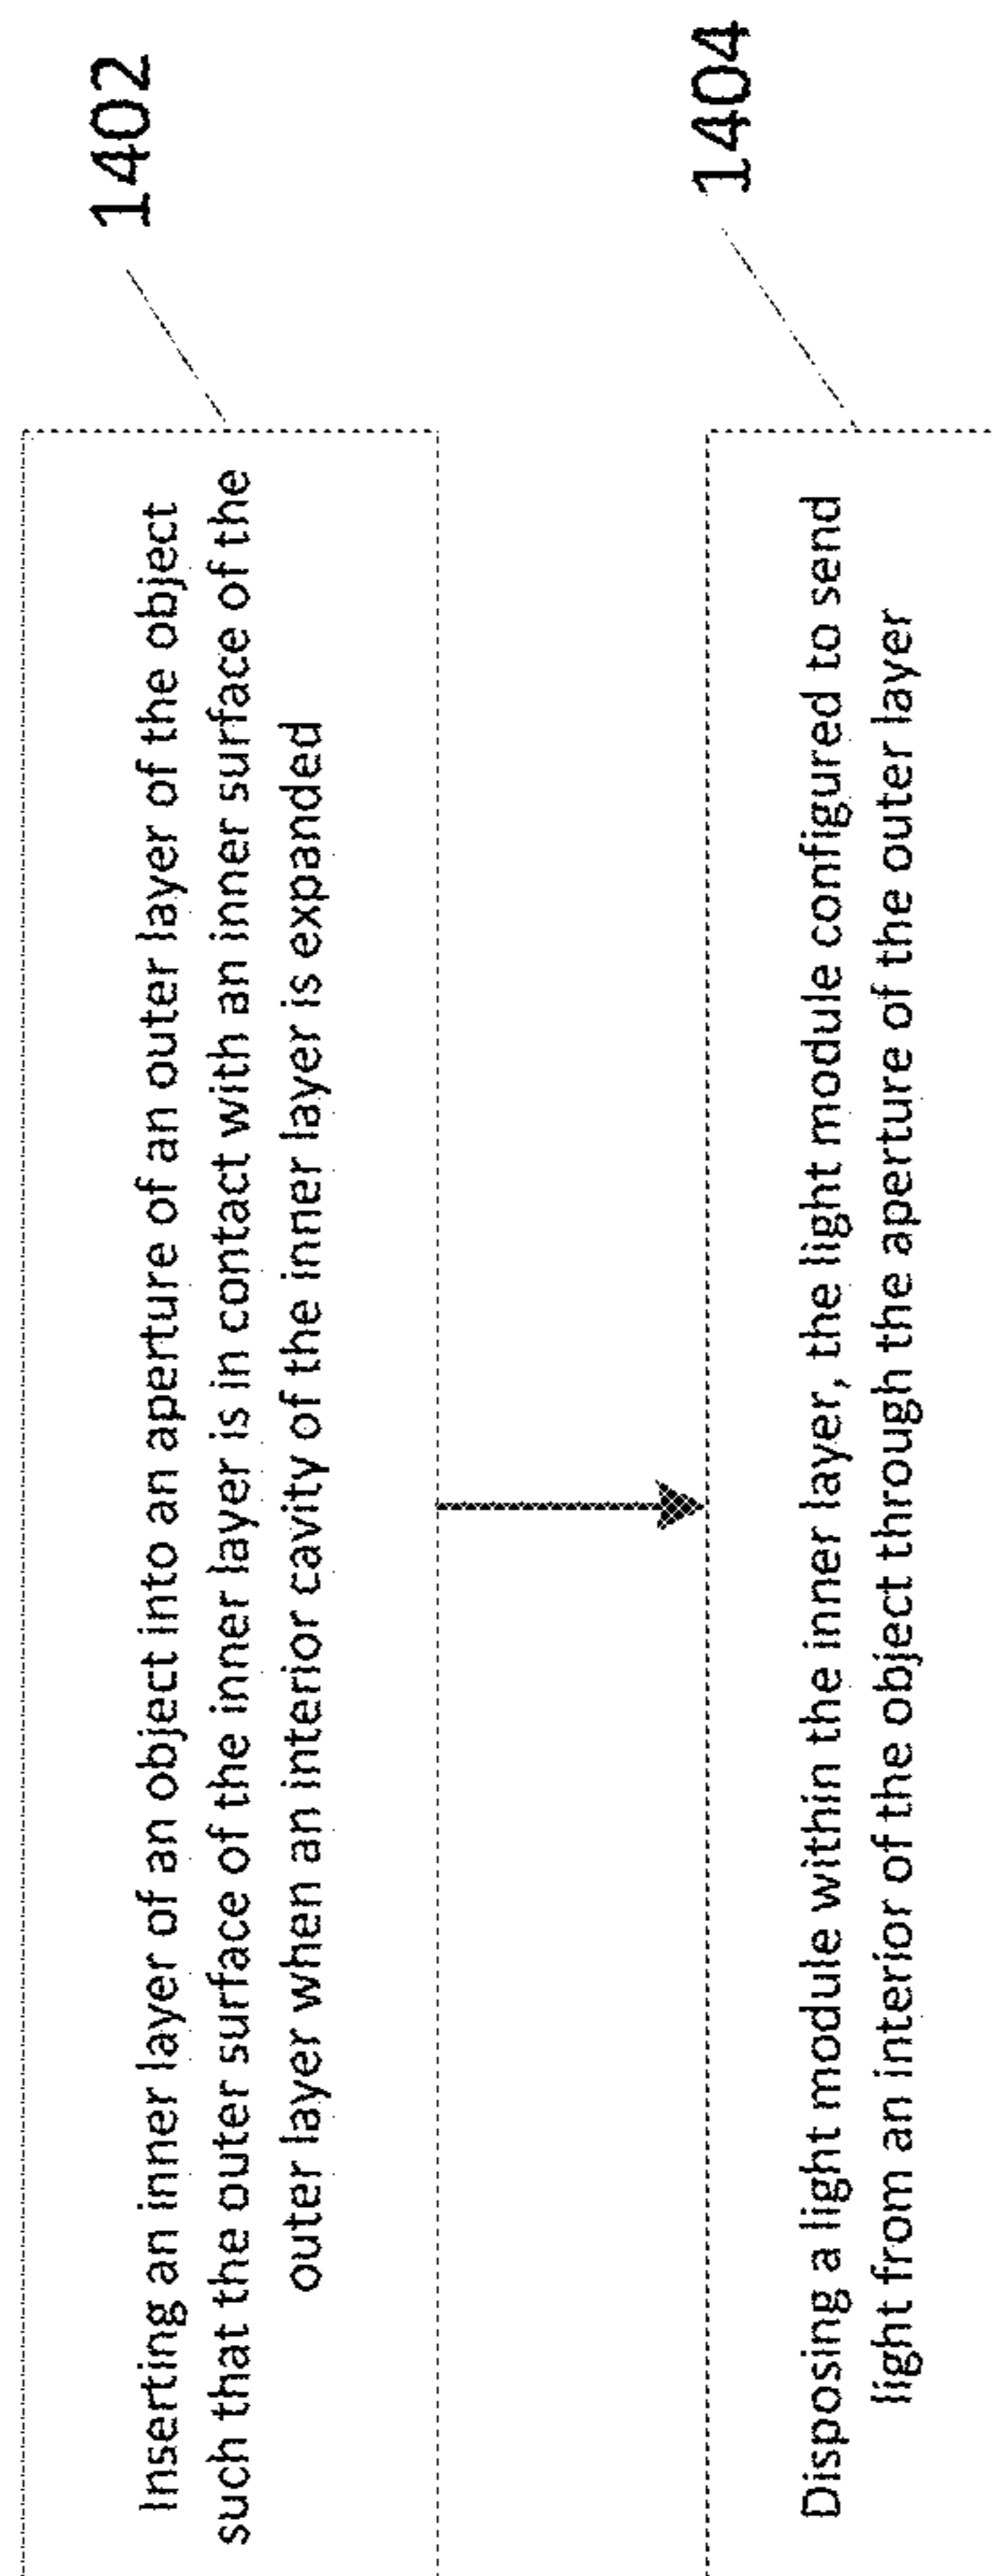 1402
Inserting an inner layer of an object into an aperture of an outer layer of the object
such that the outer surface of the inner layer is in contact with an inner surface of the
outer layer when an interior cavity of the inner layer is expanded
1404
Disposing a light module within the inner layer, the light module configured to send
light from an interior of the object through the aperture of the outer layer